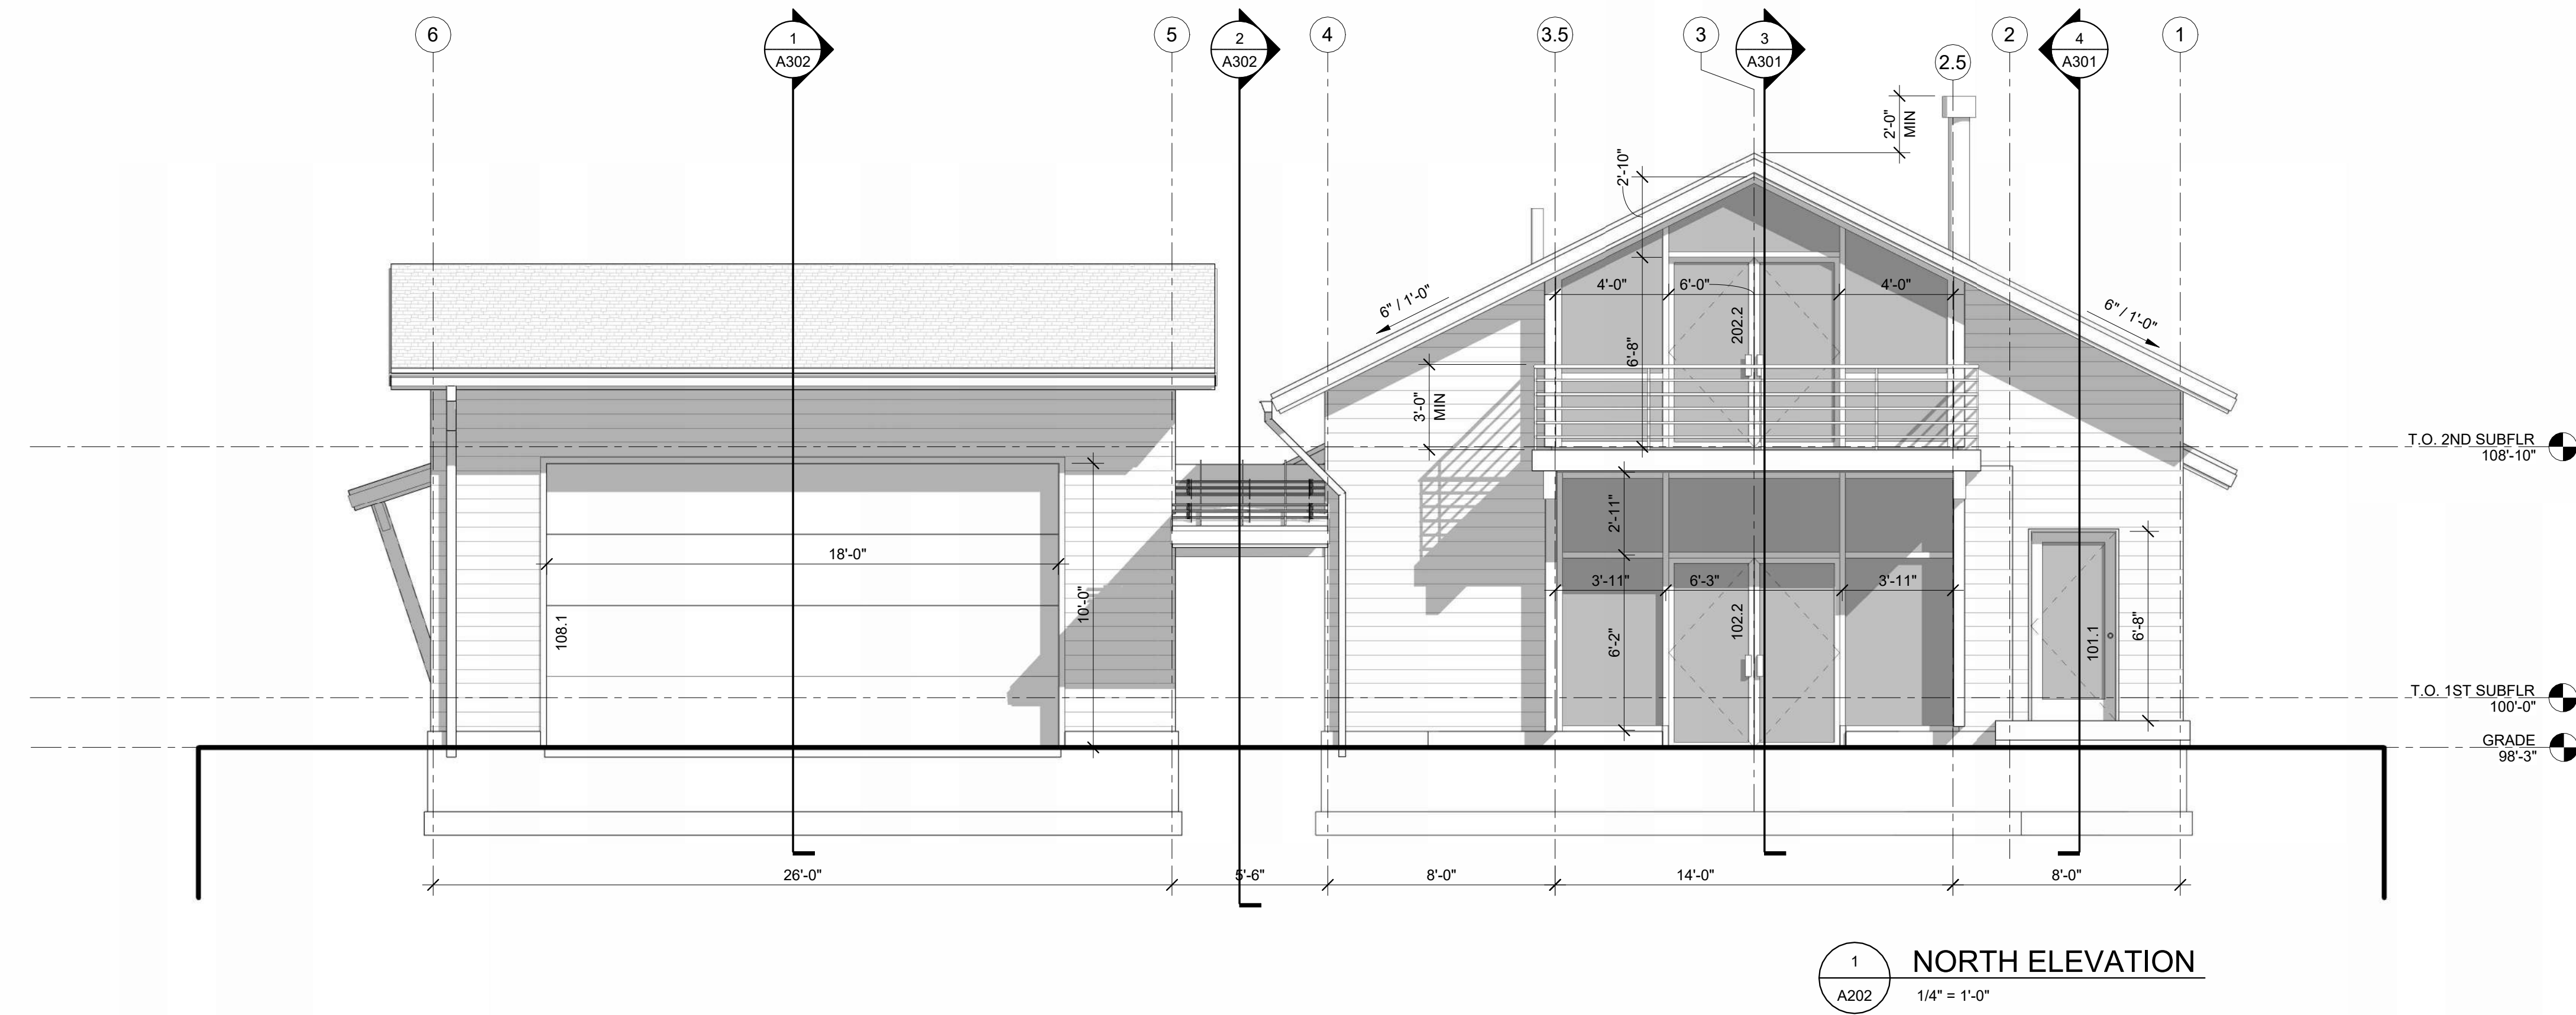 6
1
A302
5
2
A302
4
3.5
3
3
A301
2.5
2
4
A301
1
2'-0"
MIN
2'-10"
6" / 1'-0"
4'-0"
6'-0"
4'-0"
6" / 1'-0"
202.2
6'-8"
3'-0"
MIN
T.O. 2ND SUBFLR
108'-10"
2'-11"
18'-0"
3'-11"
6'-3"
3'-11"
10'-0"
108.1
102.2
6'-2"
101.1
6'-8"
T.O. 1ST SUBFLR
100'-0"
GRADE
98'-3"
26'-0"
5'-6"
8'-0"
14'-0"
8'-0"
1
A202
NORTH ELEVATION
1/4" = 1'-0"